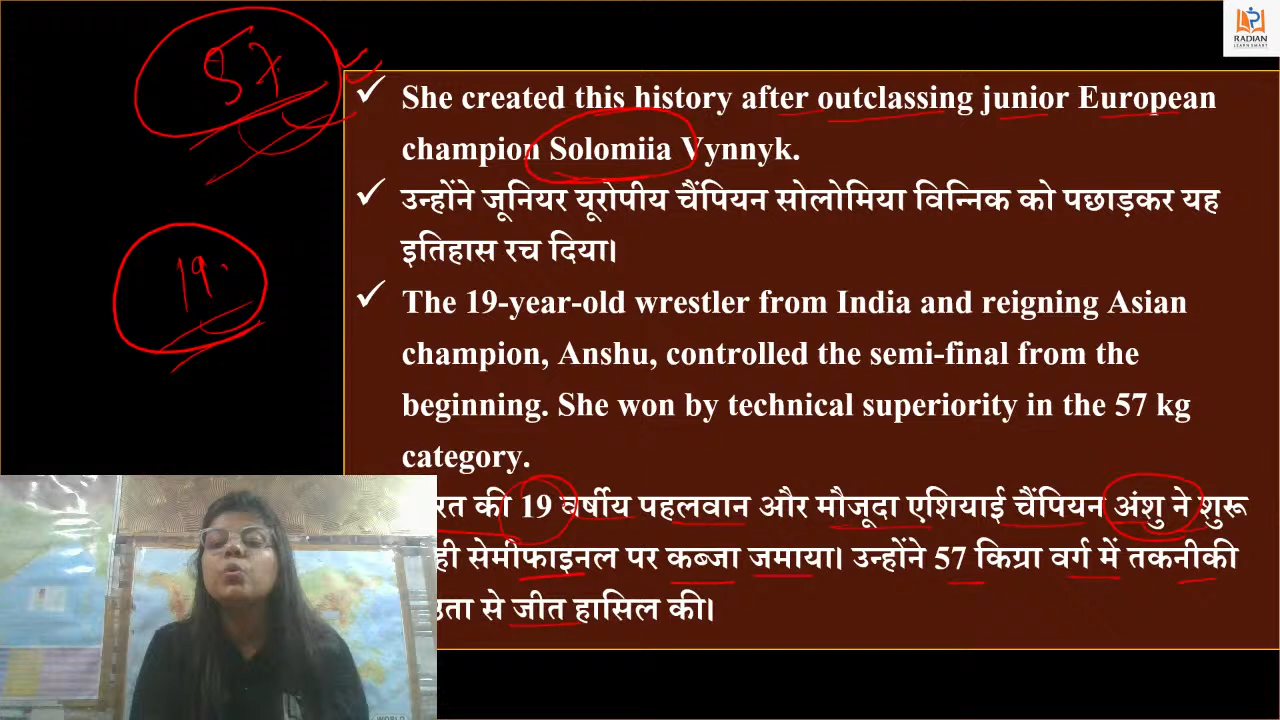 RADIAN
LEARN SMART
57
She created this history after outclassing junior European
champion Solomiia Vynnyk.
उन्होंने जूनियर यूरोपीय चैंपियन सोलोमिया विन्निक को पछाड़कर यह
इतिहास रच दिया।
19
The 19-year-old wrestler from India and reigning Asian
champion, Anshu, controlled the semi-final from the
beginning. She won by technical superiority in the 57 kg
category.
की 19 वर्षीय पहलवान और मौजूदा एशियाई चैंपियन अंशु ने शुरू
ही सेमीफाइनल पर कब्जा जमाया। उन्होंने 57 किग्रा वर्ग में तकनीकी
से जीत हासिल की।
WORLD